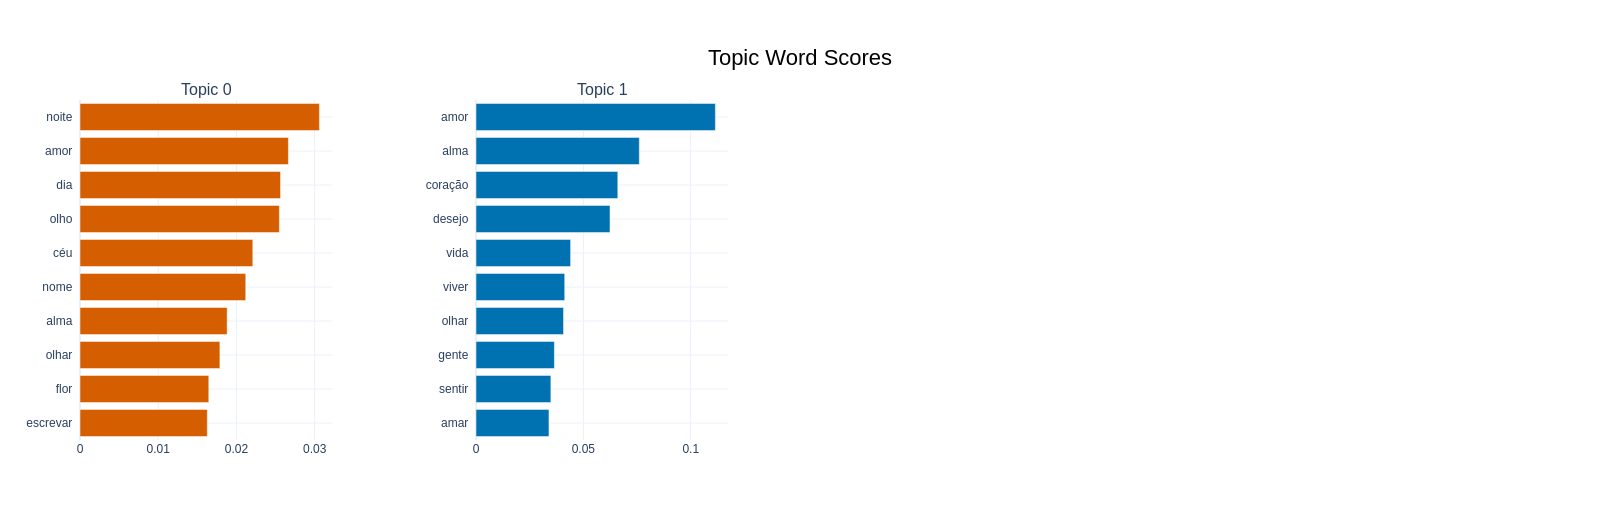 Topic Word Scores
Topic 0
noite
amor
dia
olho
céu
nome
alma
olhar
flor
escrevar
0 0.01 0.02 0.03
Topic 1
amor
alma
coração
desejo
vida
viver
olhar
gente
sentir
amar
0 0.05 0.1